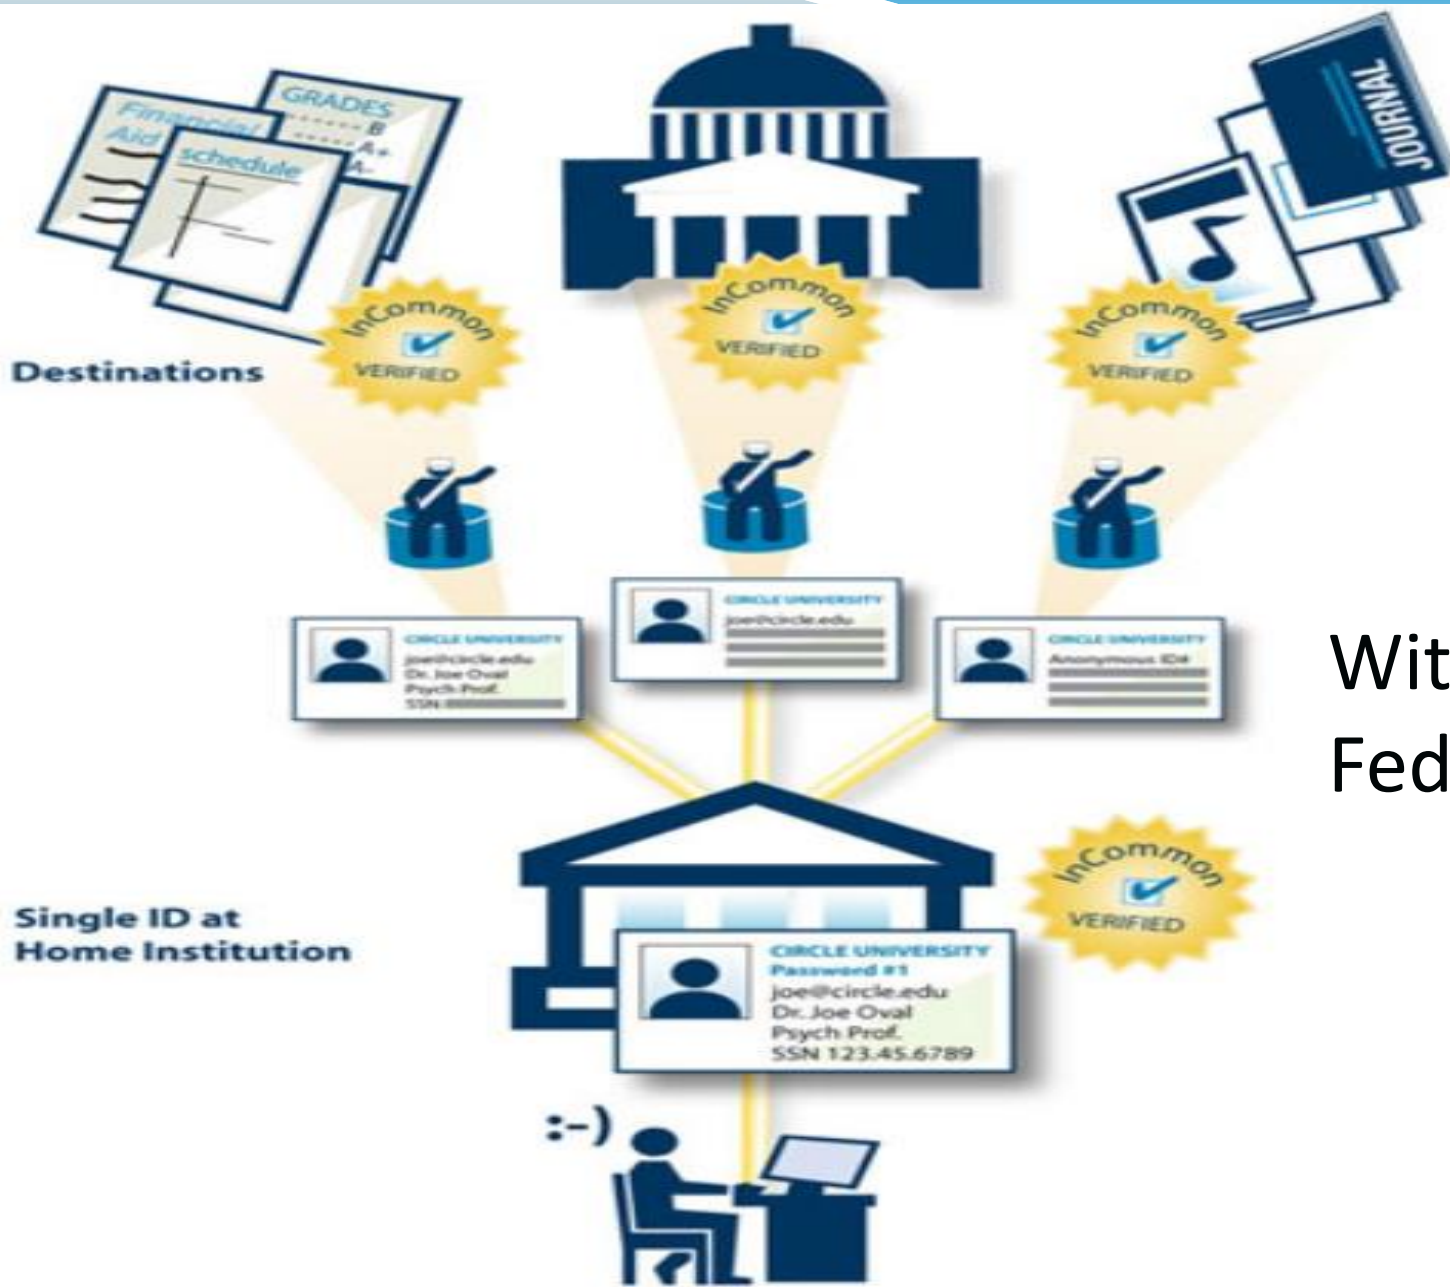 Financial
Aid
GRADES
B
A+
A-
schedule
JOURNAL
InCommon
VERIFIED
InCommon
VERIFIED
InCommon
VERIFIED
Destinations
CIRCLE UNIVERSITY
joe@circle.edu
Dr. Joe Oval
Psych Prof.
SSN
CIRCLE UNIVERSITY
joe@circle.edu
CIRCLE UNIVERSITY
Anonymous ID#
Wit
Fed
InCommon
VERIFIED
Single ID at
Home Institution
CIRCLE UNIVERSITY
Password #1
joe@circle.edu
Dr. Joe Oval
Psych Prof.
SSN 123.45.6789
:-)